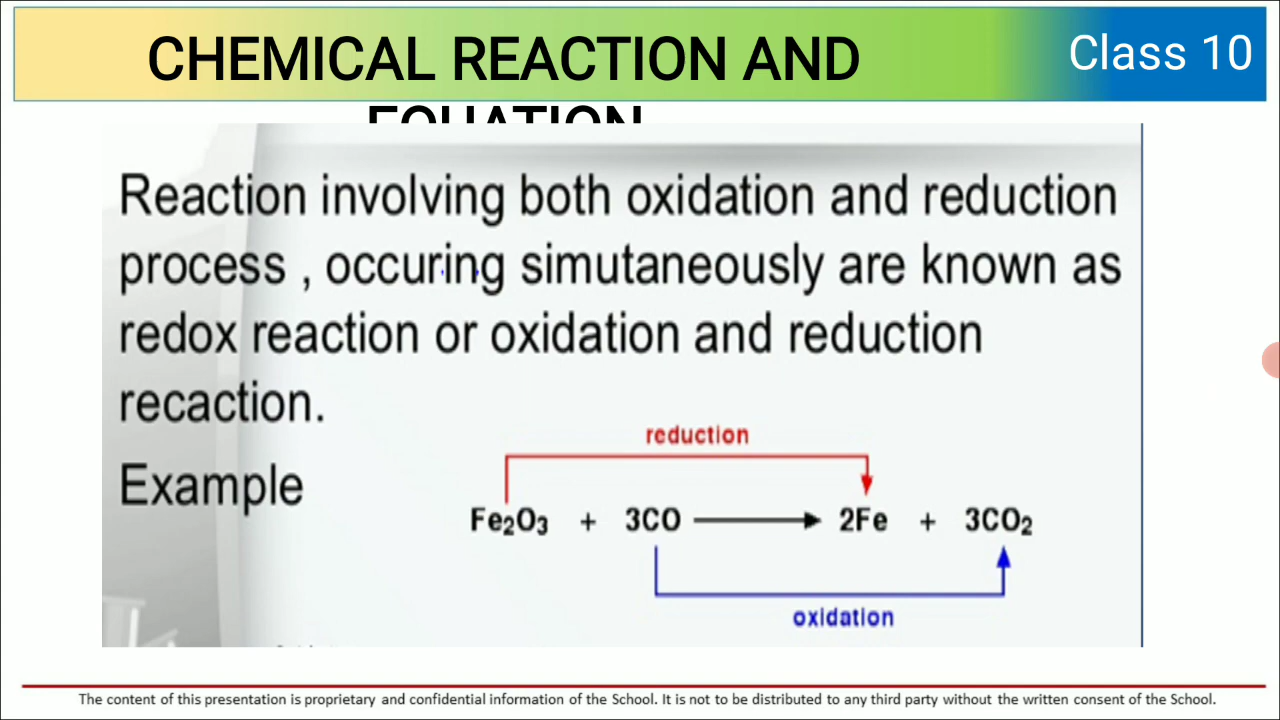 CHEMICAL REACTION AND
EQUATION
Class 10
Reaction involving both oxidation and reduction
process , occuring simutaneously are known as
redox reaction or oxidation and reduction
recaction.
Example
reduction
Fe₂O₃ + 3CO ⟶ 2Fe + 3CO₂
oxidation
The content of this presentation is proprietary and confidential information of the School. It is not to be distributed to any third party without the written consent of the School.